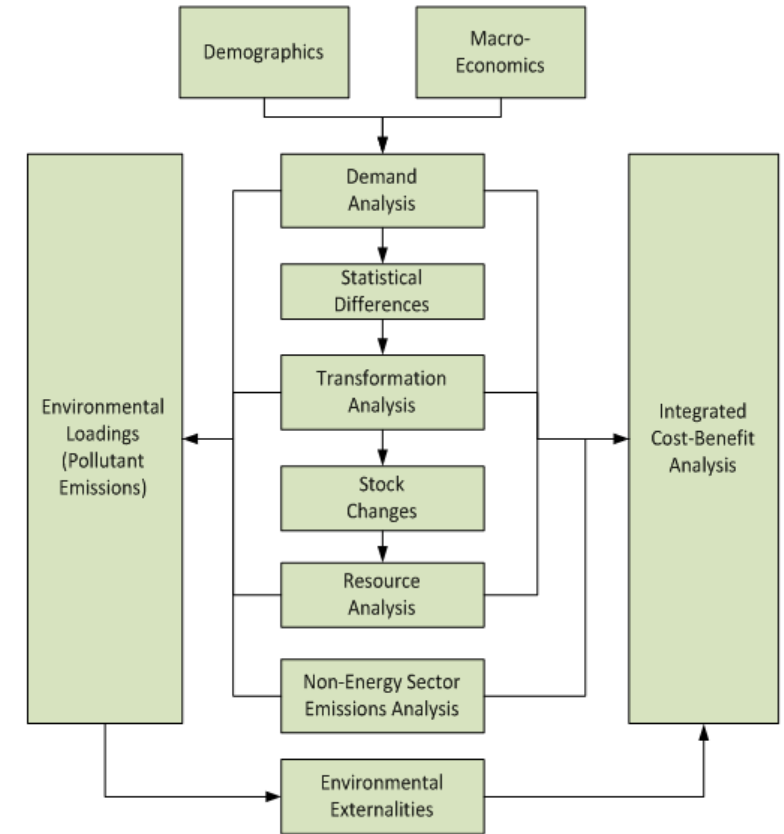 Demographics
Macro-
Economics
Demand
Analysis
Statistical
Differences
Transformation
Analysis
Environmental
Loadings
(Pollutant
Emissions)
Integrated
Cost-Benefit
Analysis
Stock
Changes
Resource
Analysis
Non-Energy Sector
Emissions Analysis
Environmental
Externalities